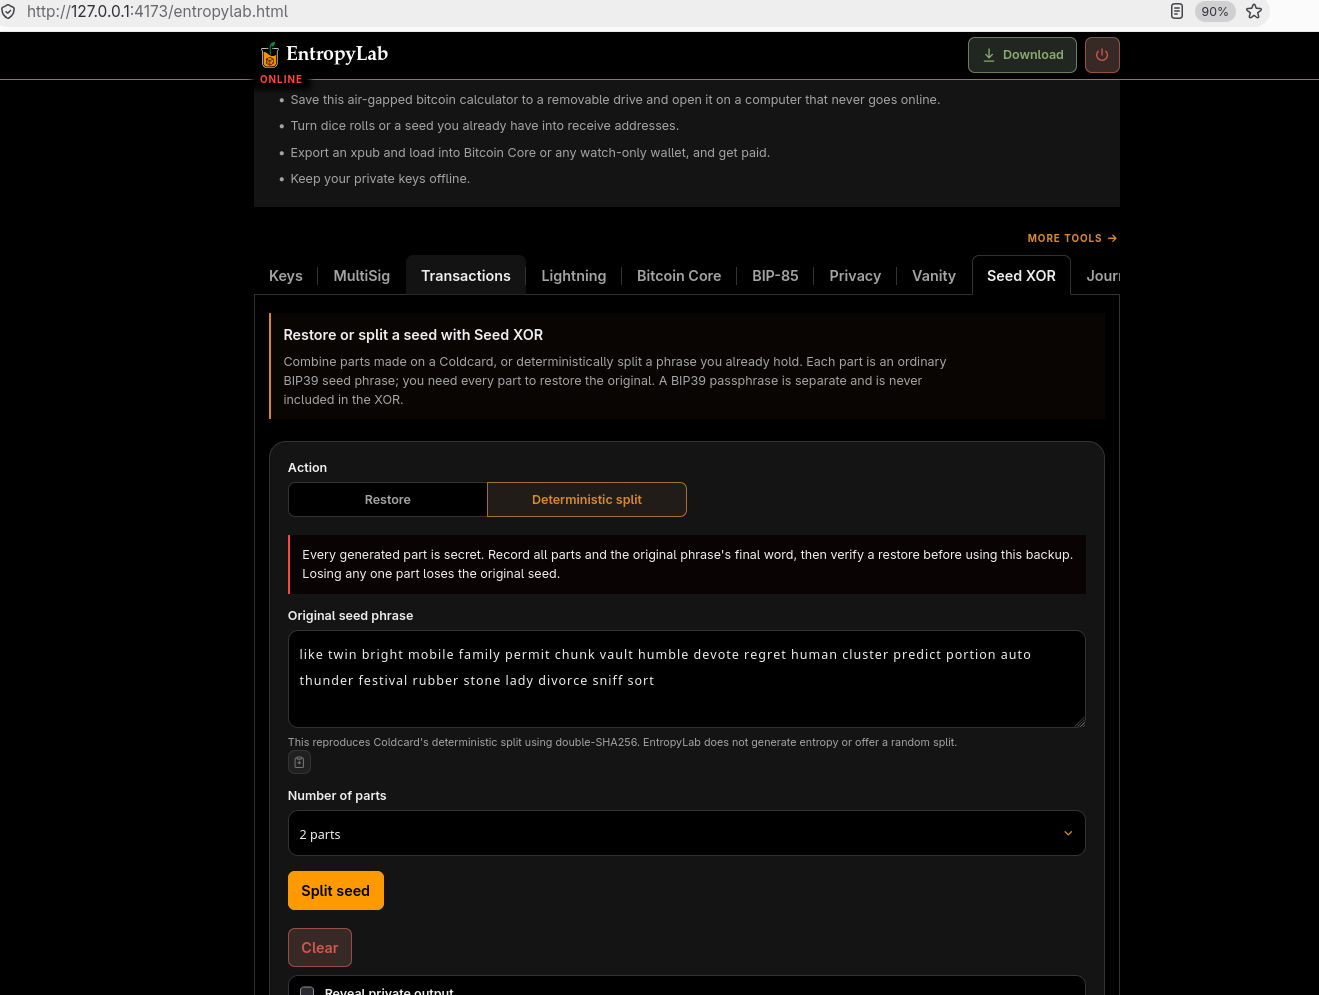 http://127.0.0.1:4173/entropylab.html
90%
EntropyLab
Download
ONLINE
• Save this air-gapped bitcoin calculator to a removable drive and open it on a computer that never goes online.
• Turn dice rolls or a seed you already have into receive addresses.
• Export an xpub and load into Bitcoin Core or any watch-only wallet, and get paid.
• Keep your private keys offline.
MORE TOOLS →
Keys MultiSig Transactions Lightning Bitcoin Core BIP-85 Privacy Vanity Seed XOR Jour
Restore or split a seed with Seed XOR
Combine parts made on a Coldcard, or deterministically split a phrase you already hold. Each part is an ordinary
BIP39 seed phrase; you need every part to restore the original. A BIP39 passphrase is separate and is never
included in the XOR.
Action
Restore Deterministic split
Every generated part is secret. Record all parts and the original phrase's final word, then verify a restore before using this backup.
Losing any one part loses the original seed.
Original seed phrase
like twin bright mobile family permit chunk vault humble devote regret human cluster predict portion auto
thunder festival rubber stone lady divorce sniff sort
This reproduces Coldcard's deterministic split using double-SHA256. EntropyLab does not generate entropy or offer a random split.
Number of parts
2 parts
Split seed
Clear
Reveal private output